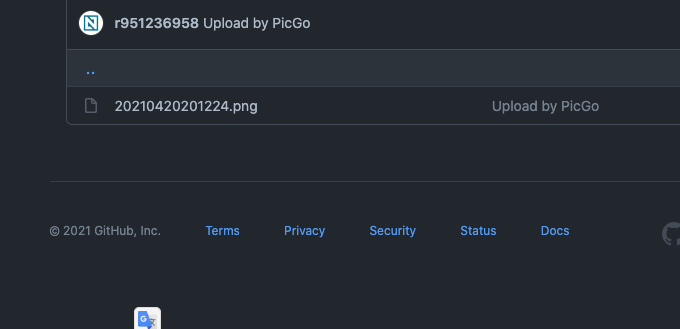 r951236958 Upload by PicGo
..
20210420201224.png Upload by PicGo
© 2021 GitHub, Inc. Terms Privacy Security Status Docs